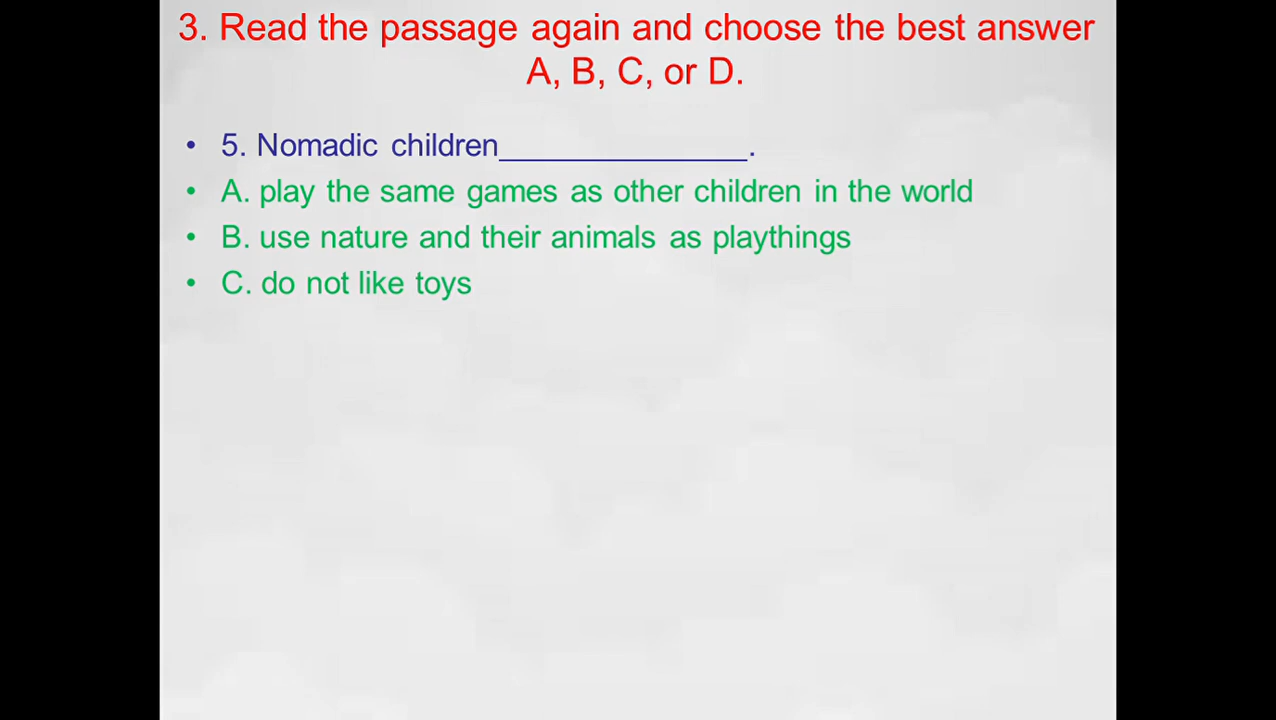 3. Read the passage again and choose the best answer
A, B, C, or D.
• 5. Nomadic children______________.
• A. play the same games as other children in the world
• B. use nature and their animals as playthings
• C. do not like toys